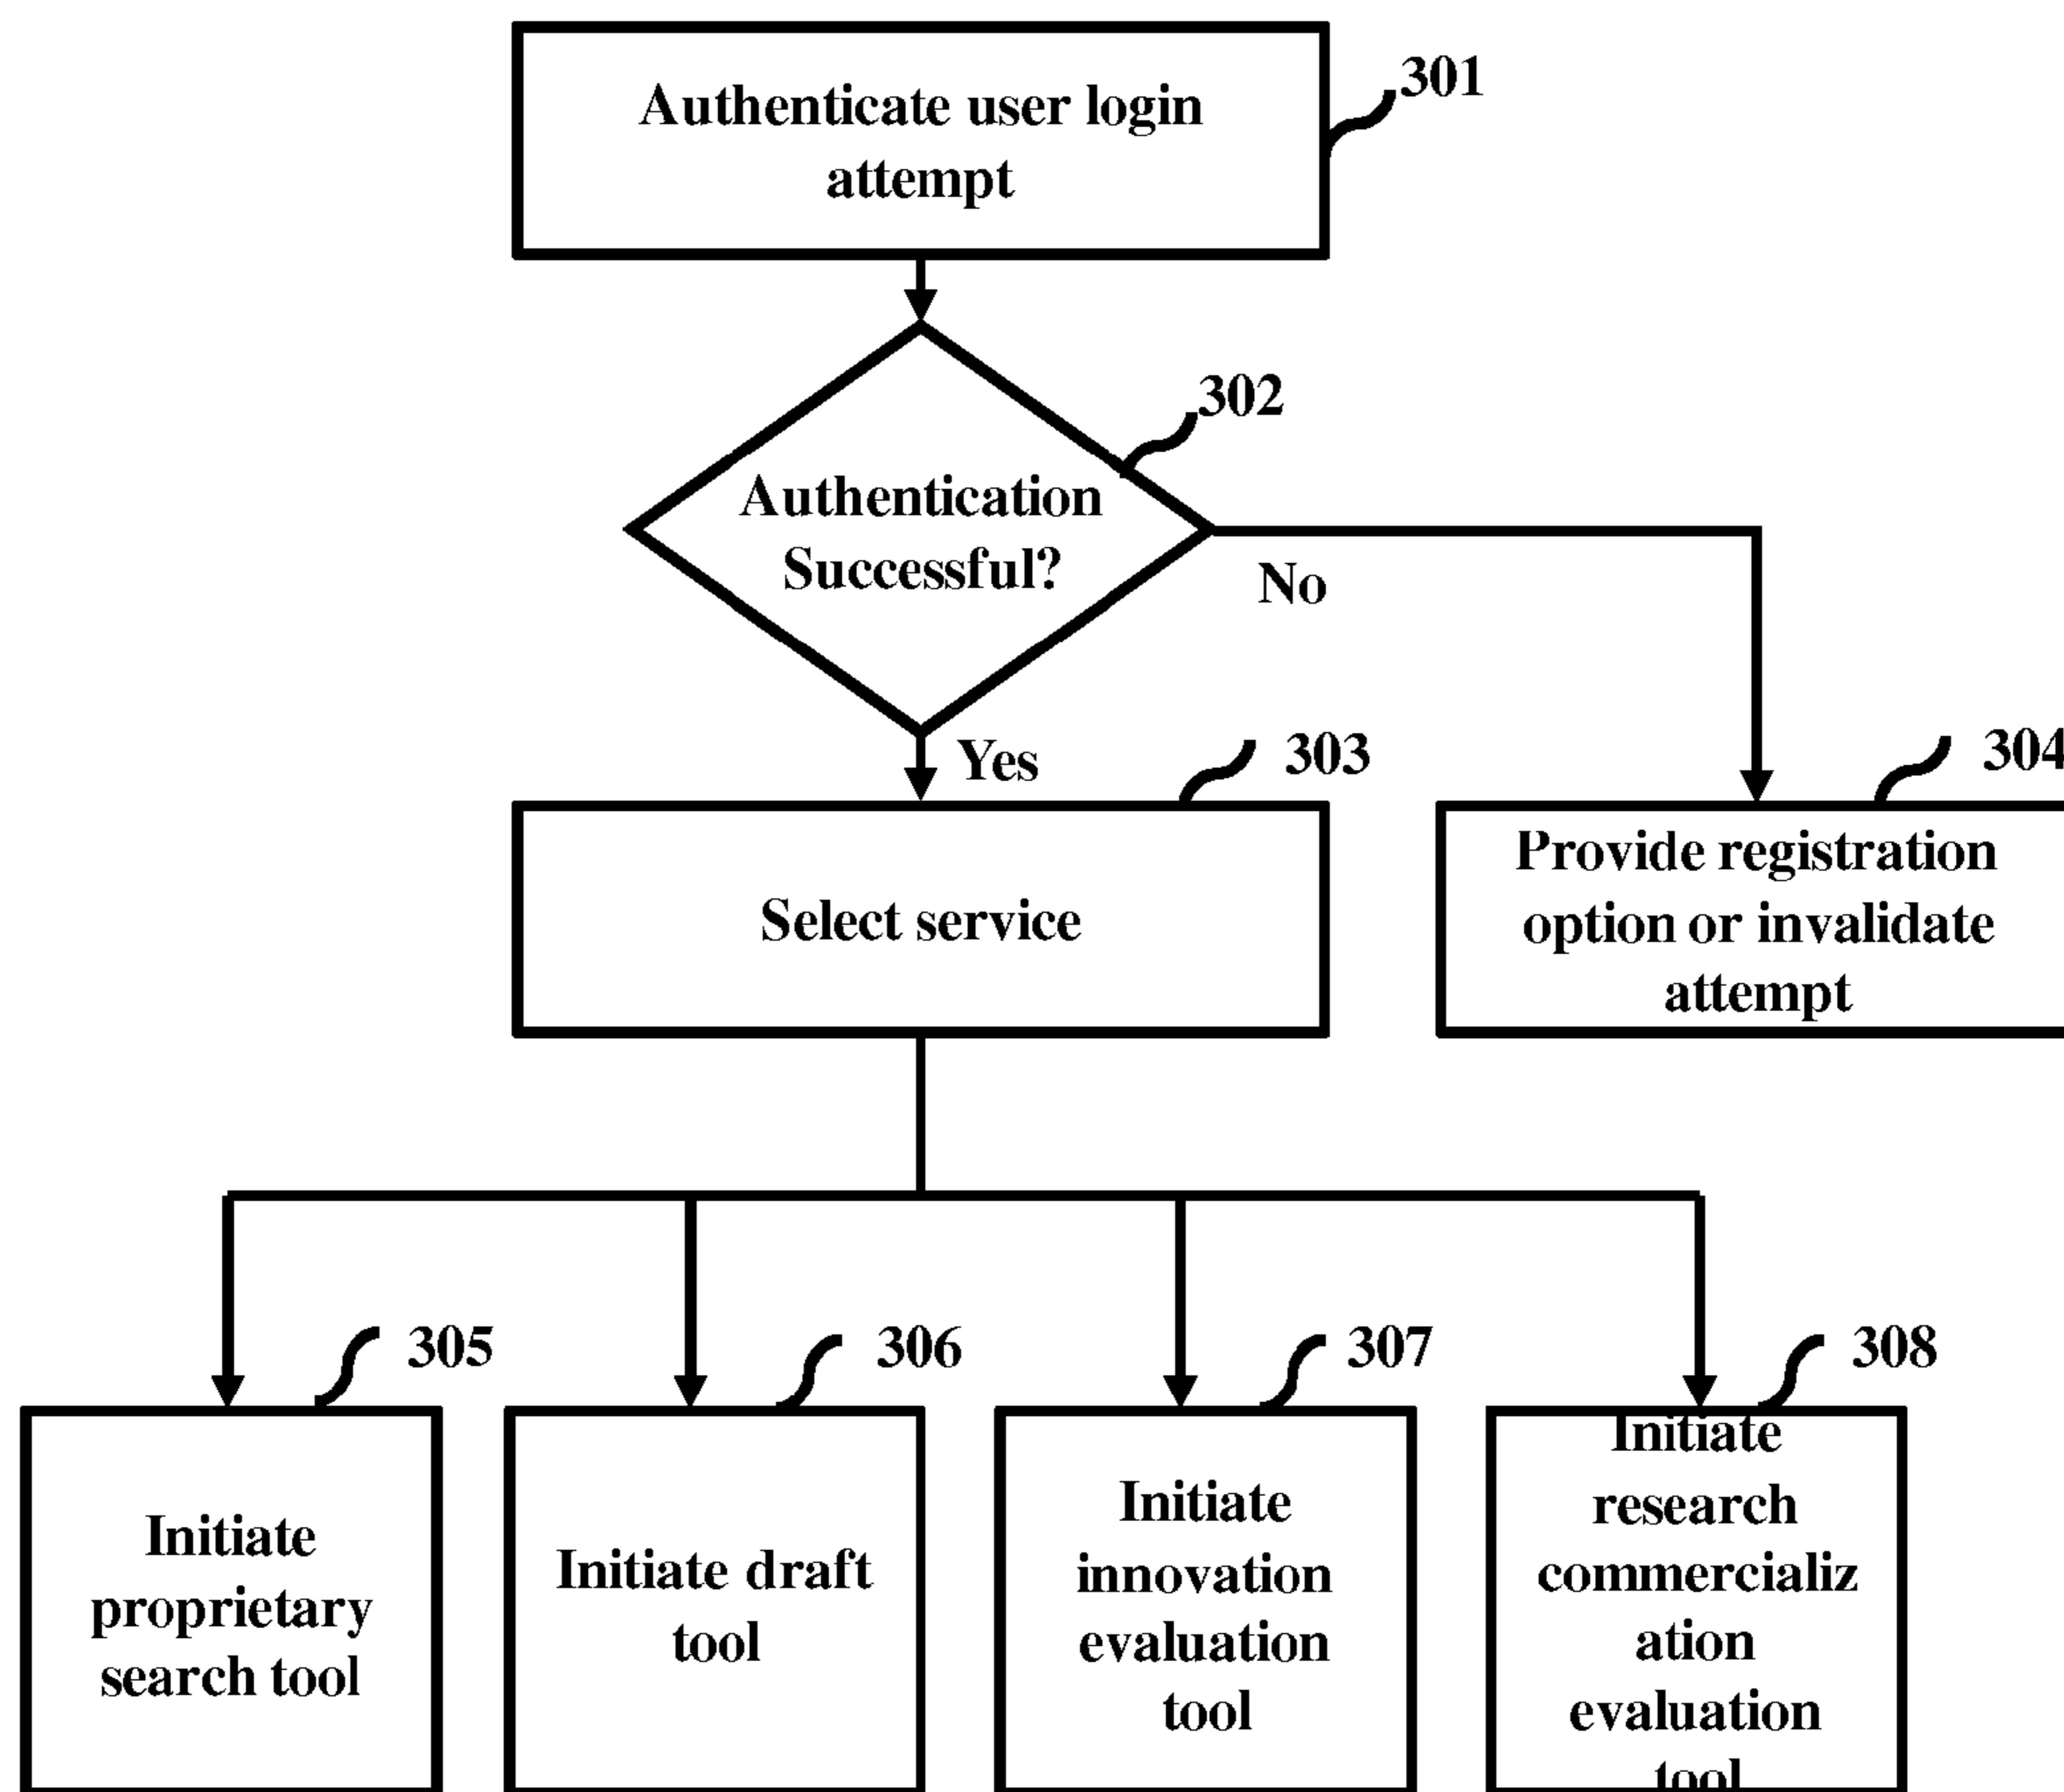 Authenticate user login
attempt
301
302
Authentication
Successful?
No
Yes
303
304
Select service
Provide registration
option or invalidate
attempt
305
306
307
308
Initiate
proprietary
search tool
Initiate draft
tool
Initiate
innovation
evaluation
tool
Initiate
research
commercializ
ation
evaluation
tool